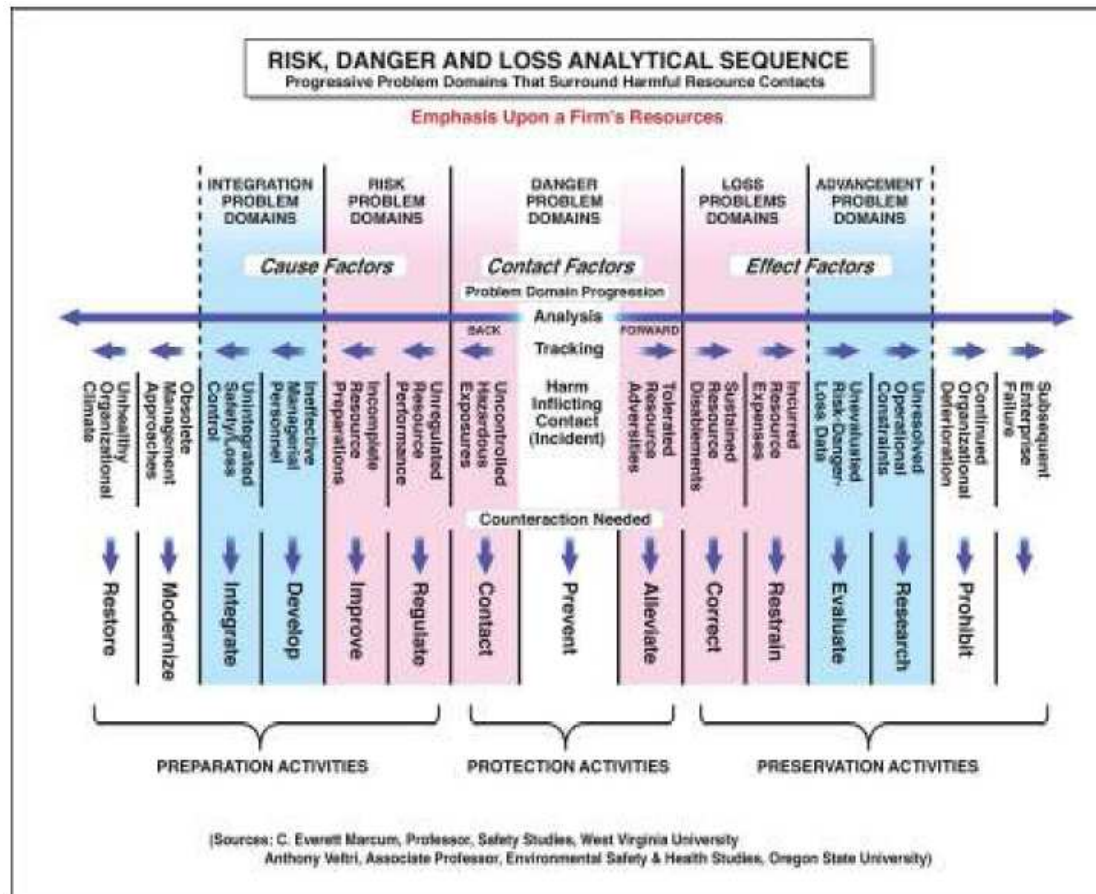 RISK, DANGER AND LOSS ANALYTICAL SEQUENCE
Progressive Problem Domains That Surround Harmful Resource Contacts
Emphasis Upon a Firm's Resources
INTEGRATION
PROBLEM
DOMAINS
RISK
PROBLEM
DOMAINS
DANGER
PROBLEM
DOMAINS
LOSS
PROBLEMS
DOMAINS
ADVANCEMENT
PROBLEM
DOMAINS
Cause Factors
Contact Factors
Effect Factors
Problem Domain Progression
Analysis
BACK
FORWARD
Tracking
Unhealthy
Organizational
Climate
Obsolete
Management
Approaches
Unintegrated
Safety/Loss
Control
Ineffective
Managerial
Personnel
Incomplete
Resource
Preparations
Unregulated
Resource
Performance
Uncontrolled
Hazardous
Exposures
Harm
Inflicting
Contact
(Incident)
Tolerated
Resource
Adversities
Sustained
Resource
Disablements
Incurred
Resource
Expenses
Unevaluated
Risk-Danger-
Loss Data
Unresolved
Operational
Constraints
Continued
Organizational
Deterioration
Subsequent
Enterprise
Failure
Counteraction Needed
Restore
Modernize
Integrate
Develop
Improve
Regulate
Contact
Prevent
Alleviate
Correct
Restrain
Evaluate
Research
Prohibit
PREPARATION ACTIVITIES
PROTECTION ACTIVITIES
PRESERVATION ACTIVITIES
(Sources: C. Everett Marcum, Professor, Safety Studies, West Virginia University
Anthony Veltri, Associate Professor, Environmental Safety & Health Studies, Oregon State University)